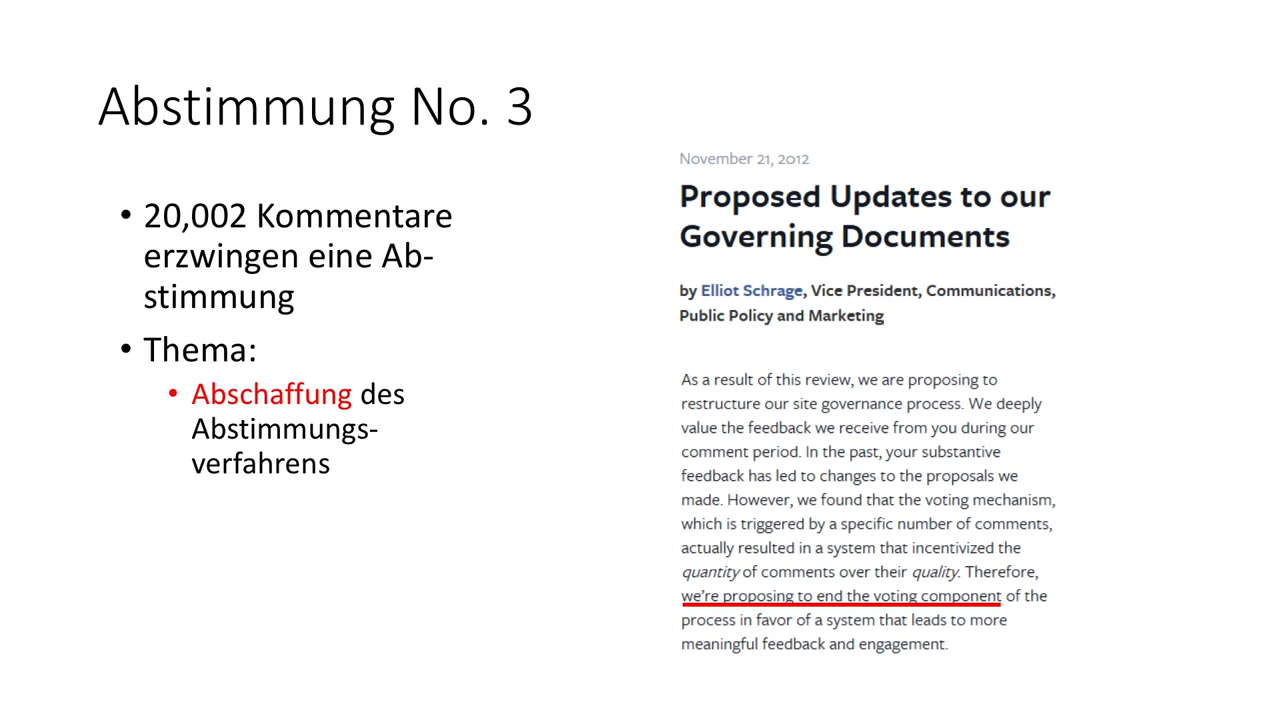 Abstimmung No. 3
• 20,002 Kommentare
erzwingen eine Ab-
stimmung
• Thema:
• Abschaffung des
Abstimmungs-
verfahrens
November 21, 2012
Proposed Updates to our
Governing Documents
by Elliot Schrage, Vice President, Communications,
Public Policy and Marketing
As a result of this review, we are proposing to
restructure our site governance process. We deeply
value the feedback we receive from you during our
comment period. In the past, your substantive
feedback has led to changes to the proposals we
made. However, we found that the voting mechanism,
which is triggered by a specific number of comments,
actually resulted in a system that incentivized the
quantity of comments over their quality. Therefore,
we're proposing to end the voting component of the
process in favor of a system that leads to more
meaningful feedback and engagement.